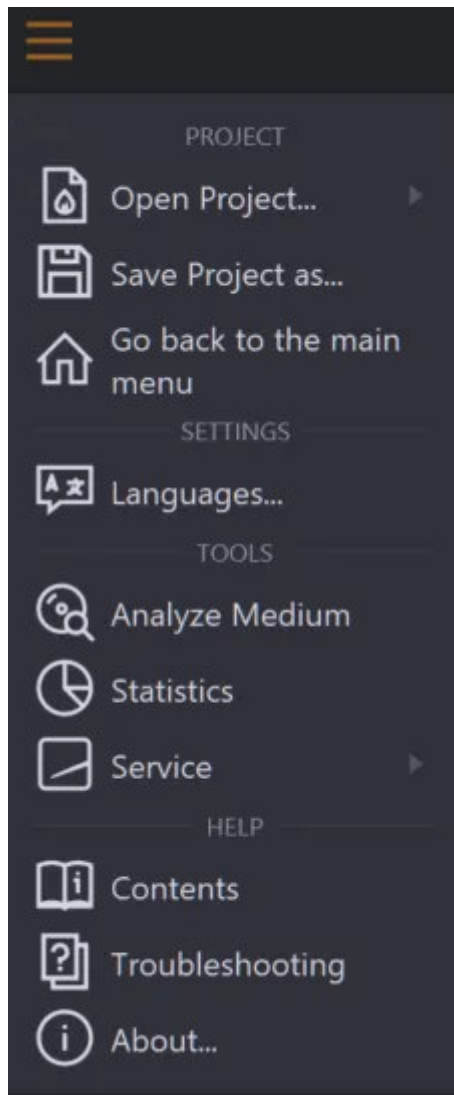 PROJECT
Open Project...
Save Project as...
Go back to the main
menu
SETTINGS
Languages...
TOOLS
Analyze Medium
Statistics
Service
HELP
Contents
Troubleshooting
About...